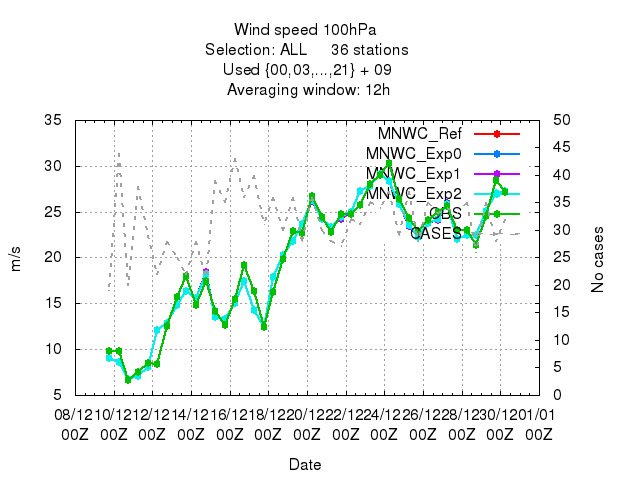 Wind speed 100hPa
Selection: ALL 36 stations
Used {00,03,...,21} + 09
Averaging window: 12h
35 50
45
30 40
35
25 30
20 25
20
15 15
10 10
5
5 0
m/s
No cases
MNWC_Ref
MNWC_Exp0
MNWC_Exp1
MNWC_Exp2
OBS
CASES
08/12 10/12 12/12 14/12 16/12 18/12 20/12 22/12 24/12 26/12 28/12 30/12 01/01
00Z 00Z 00Z 00Z 00Z 00Z 00Z 00Z 00Z 00Z 00Z 00Z 00Z
Date